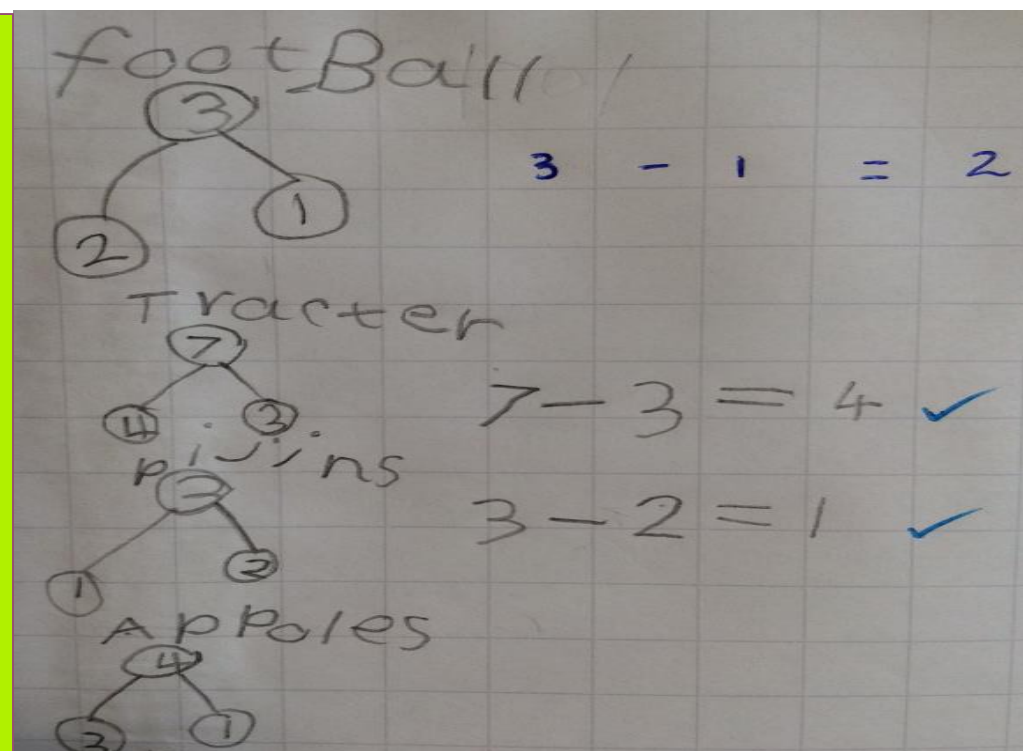 footBall
3
3 - 1 = 2
2 1
Tracter
7
4 3
7 - 3 = 4 ✓
pijjins
3
3 - 2 = 1 ✓
1 2
APPoles
4
3 1